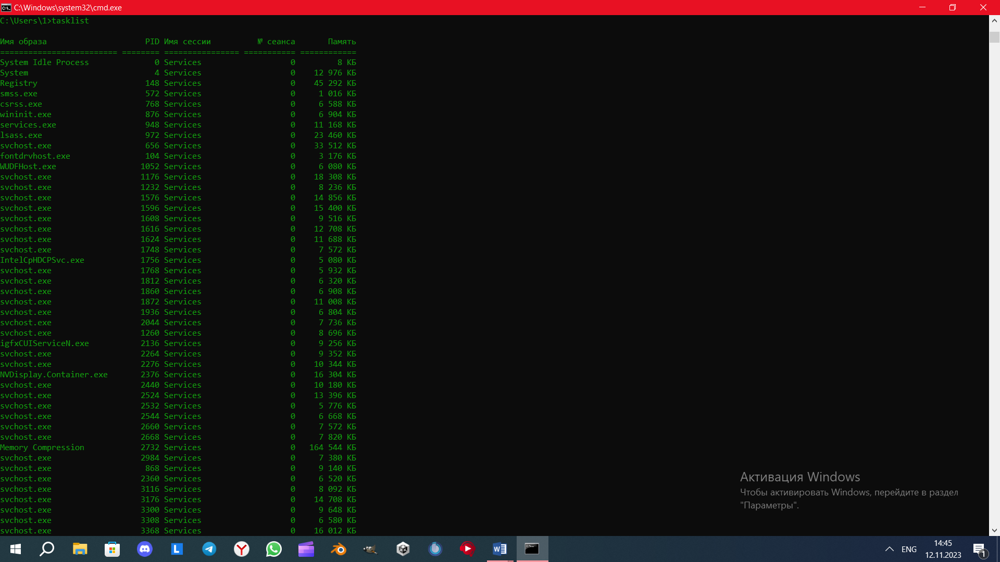 C:\Windows\system32\cmd.exe
C:\Users\1>tasklist
Имя образа PID Имя сессии № сеанса Память
========================= ======== ================ =========== ============
System Idle Process 0 Services 0 8 КБ
System 4 Services 0 12 976 КБ
Registry 148 Services 0 45 292 КБ
smss.exe 572 Services 0 1 016 КБ
csrss.exe 768 Services 0 6 588 КБ
wininit.exe 876 Services 0 6 904 КБ
services.exe 948 Services 0 11 168 КБ
lsass.exe 972 Services 0 23 460 КБ
svchost.exe 656 Services 0 33 512 КБ
fontdrvhost.exe 104 Services 0 3 176 КБ
WUDFHost.exe 1052 Services 0 6 080 КБ
svchost.exe 1176 Services 0 18 308 КБ
svchost.exe 1232 Services 0 8 236 КБ
svchost.exe 1576 Services 0 14 856 КБ
svchost.exe 1596 Services 0 15 400 КБ
svchost.exe 1608 Services 0 9 516 КБ
svchost.exe 1616 Services 0 12 708 КБ
svchost.exe 1624 Services 0 11 688 КБ
svchost.exe 1748 Services 0 7 572 КБ
IntelCpHDCPSvc.exe 1756 Services 0 5 080 КБ
svchost.exe 1768 Services 0 5 932 КБ
svchost.exe 1812 Services 0 6 320 КБ
svchost.exe 1860 Services 0 6 908 КБ
svchost.exe 1872 Services 0 11 008 КБ
svchost.exe 1936 Services 0 6 804 КБ
svchost.exe 2044 Services 0 7 736 КБ
svchost.exe 1260 Services 0 8 696 КБ
igfxCUIServiceN.exe 2136 Services 0 9 256 КБ
svchost.exe 2264 Services 0 9 352 КБ
svchost.exe 2276 Services 0 10 344 КБ
NVDisplay.Container.exe 2376 Services 0 16 304 КБ
svchost.exe 2440 Services 0 10 180 КБ
svchost.exe 2524 Services 0 13 396 КБ
svchost.exe 2532 Services 0 5 776 КБ
svchost.exe 2544 Services 0 6 668 КБ
svchost.exe 2660 Services 0 7 572 КБ
svchost.exe 2668 Services 0 7 820 КБ
Memory Compression 2732 Services 0 164 544 КБ
svchost.exe 2984 Services 0 7 380 КБ
svchost.exe 868 Services 0 9 140 КБ
svchost.exe 2360 Services 0 6 520 КБ
svchost.exe 3116 Services 0 8 092 КБ
svchost.exe 3176 Services 0 14 708 КБ
svchost.exe 3300 Services 0 9 648 КБ
svchost.exe 3308 Services 0 6 580 КБ
svchost.exe 3368 Services 0 16 012 КБ
Активация Windows
Чтобы активировать Windows, перейдите в раздел
"Параметры".
ENG
14:45
12.11.2023
1